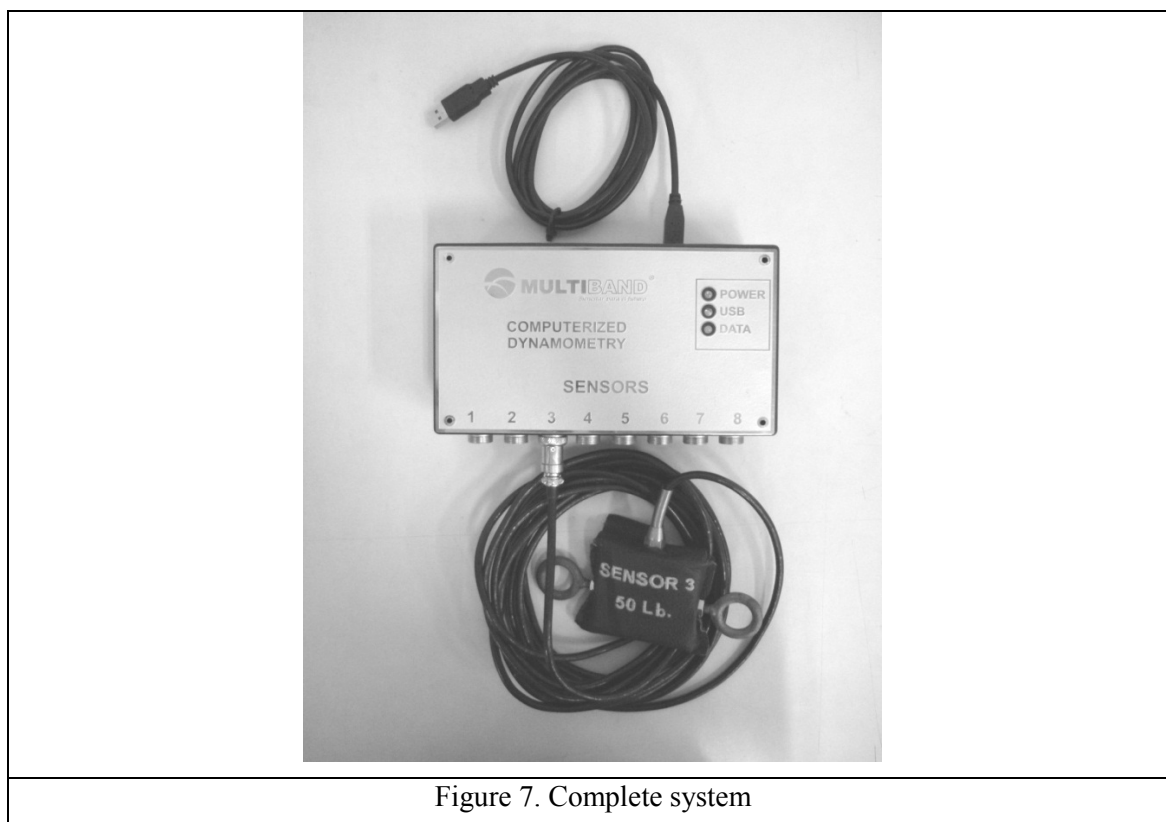 MULTIBAND
POWER
USB
DATA
COMPUTERIZED
DYNAMOMETRY
SENSORS
1 2 3 4 5 6 7 8
SENSOR 3
50 Lb.
Figure 7. Complete system